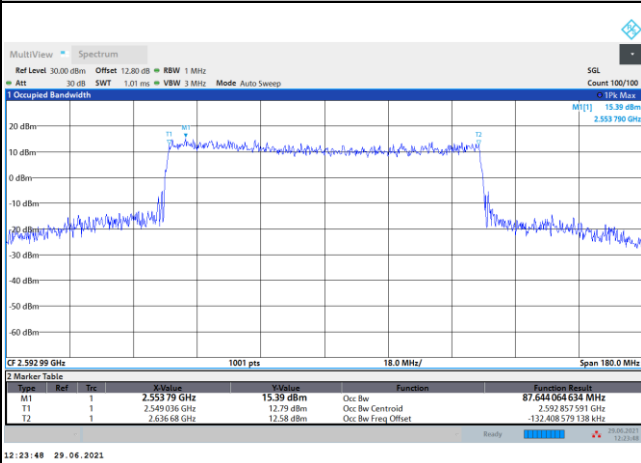 MultiView Spectrum
Ref Level 30.00 dBm Offset 12.80 dB RBW 1 MHz SGL
Att 30 dB SWT 1.01 ms VBW 3 MHz Mode Auto Sweep Count 100/100
1 Occupied Bandwidth 1Pk Max
M1[1] 15.39 dBm
2.553 790 GHz
20 dBm
T1 M1 T2
10 dBm
0 dBm
-10 dBm
-20 dBm
-30 dBm
-40 dBm
-50 dBm
-60 dBm
CF 2.592 99 GHz 1001 pts 18.0 MHz/ Span 180.0 MHz
2 Marker Table
Type Ref Trc X-Value Y-Value Function Function Result
M1 1 2.553 79 GHz 15.39 dBm Occ Bw 87.644 064 634 MHz
T1 1 2.549 036 GHz 12.79 dBm Occ Bw Centroid 2.592 857 591 GHz
T2 1 2.636 68 GHz 12.58 dBm Occ Bw Freq Offset -132.408 579 138 kHz
Ready 29.06.2021
12:23:48
12:23:48 29.06.2021